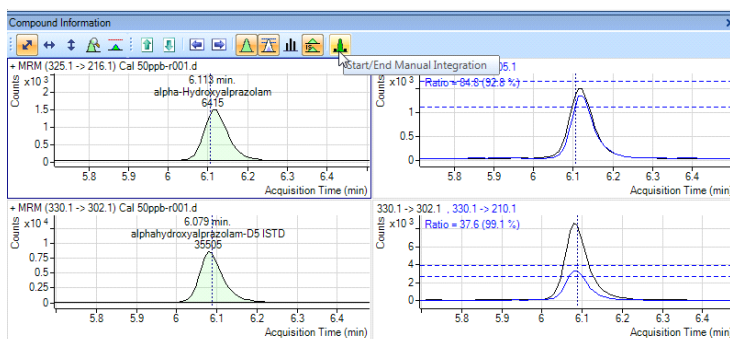 Compound Information
Start/End Manual Integration
+ MRM (325.1 -> 216.1) Cal 50ppb-r001.d
Counts
x10 3
6.113 min.
alpha-Hydroxyalprazolam
6415
2
1.5
1
0.5
0
5.8 5.9 6 6.1 6.2 6.3 6.4
Acquisition Time (min)
05.1
Counts
x10 3
Ratio = 84.8 (92.8 %)
1
0.5
0
5.8 5.9 6 6.1 6.2 6.3 6.4
Acquisition Time (min)
+ MRM (330.1 -> 302.1) Cal 50ppb-r001.d
Counts
x10 4
6.079 min.
alphahydroxyalprazolam-D5 ISTD
35505
1
0.75
0.5
0.25
0
5.8 5.9 6 6.1 6.2 6.3 6.4
Acquisition Time (min)
330.1 -> 302.1 , 330.1 -> 210.1
Counts
x10 3
Ratio = 37.6 (99.1 %)
6
4
2
0
5.8 5.9 6 6.1 6.2 6.3 6.4
Acquisition Time (min)